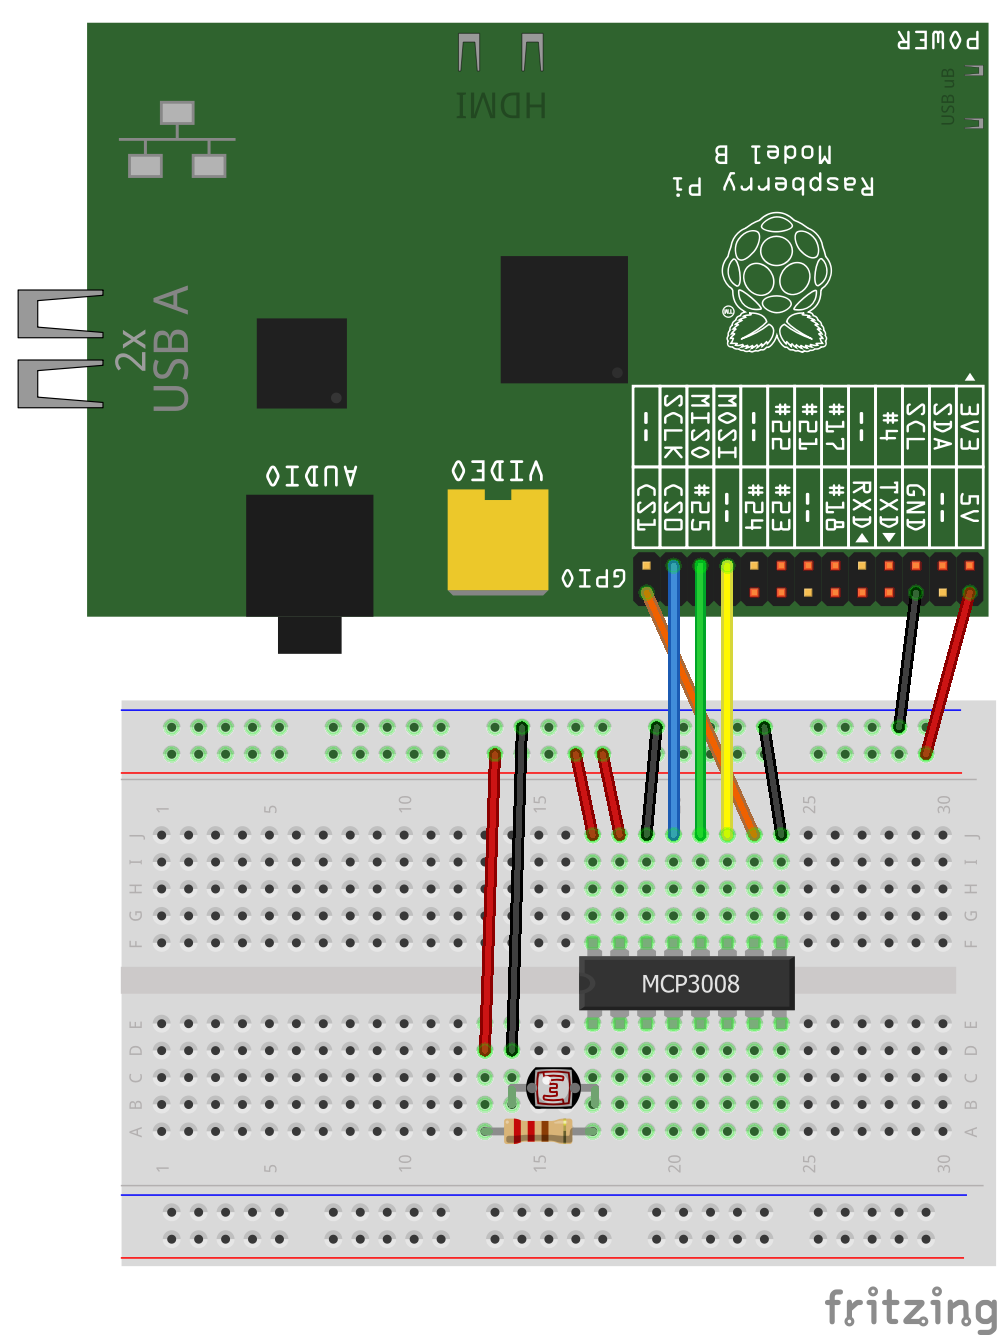 POWER
USB uB
HDMI
Raspberry Pi
Model B
TM
2x
USB A
3V3
SDA
SCL
#4
--
#17
#21
#22
--
MOSI
MISO
SCLK
--
5V
--
GND
TXD
RXD
#18
--
#23
#24
--
#25
CS0
CS1
AUDIO
VIDEO
GPIO
1 5 10 15 25 30
J J
I I
H H
G G
F F
MCP3008
E E
D D
C C
B B
A A
1 5 10 15 20 25 30
fritzing